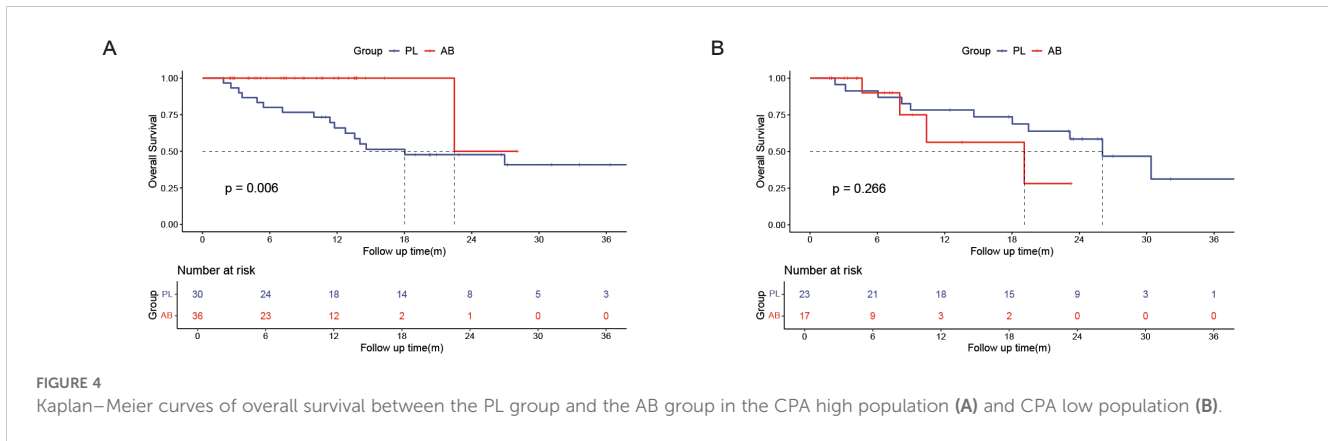 A
Group PL AB
Overall Survival
1.00
0.75
0.50
0.25
0.00
p = 0.006
0 6 12 18 24 30 36
Follow up time(m)
Number at risk
Group
PL 30 24 18 14 8 5 3
AB 36 23 12 2 1 0 0
0 6 12 18 24 30 36
Follow up time(m)
B
Group PL AB
Overall Survival
1.00
0.75
0.50
0.25
0.00
p = 0.266
0 6 12 18 24 30 36
Follow up time(m)
Number at risk
Group
PL 23 21 18 15 9 3 1
AB 17 9 3 2 0 0 0
0 6 12 18 24 30 36
Follow up time(m)
FIGURE 4
Kaplan–Meier curves of overall survival between the PL group and the AB group in the CPA high population (A) and CPA low population (B).